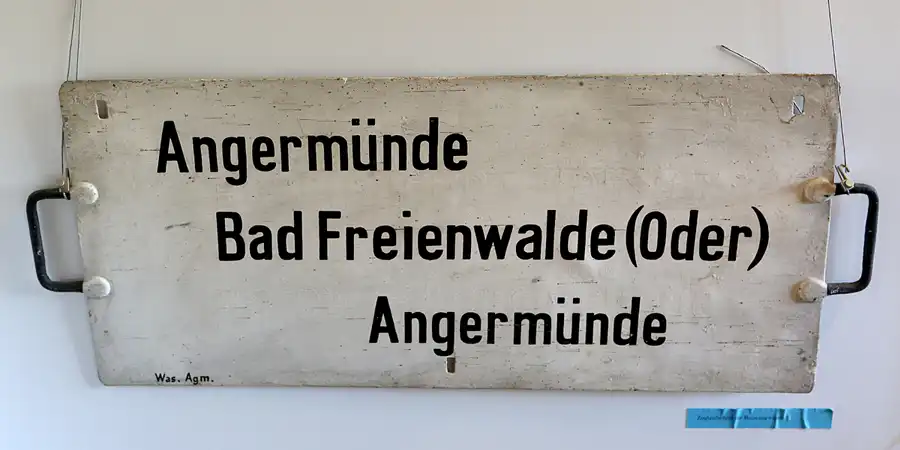 Angermünde
Bad Freienwalde (Oder)
Angermünde
Was. Agm.